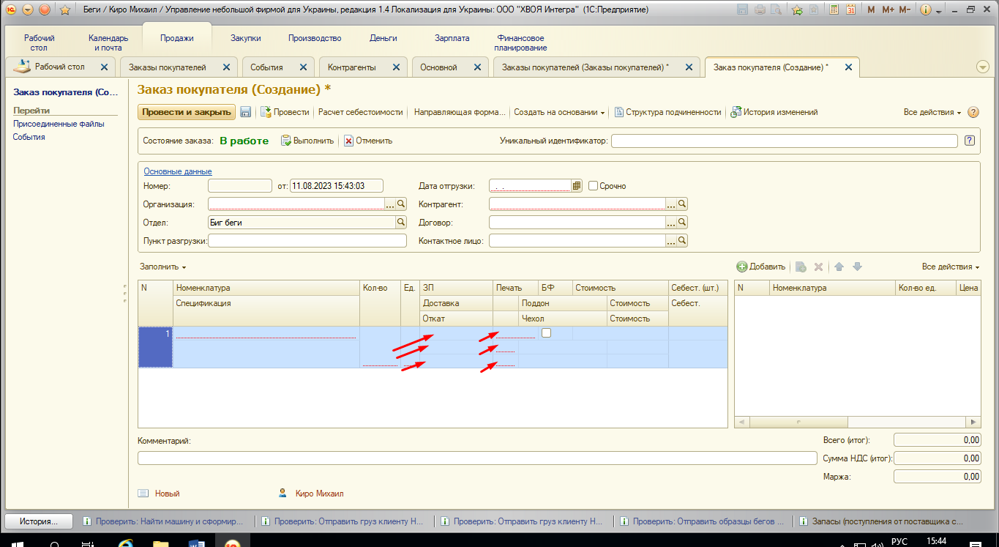 Беги / Киро Михаил / Управление небольшой фирмой для Украины, редакция 1.4 Локализация для Украины: ООО "ХВОЯ Интегра" (1С:Предприятие)
M M+ M-
Рабочий стол
Календарь и почта
Продажи
Закупки
Производство
Деньги
Зарплата
Финансовое планирование
Рабочий стол
Заказы покупателей
События
Контрагенты
Основной
Заказы покупателей (Заказы покупателей) *
Заказ покупателя (Создание) *
Заказ покупателя (Со...
Перейти
Присоединенные файлы
События
Заказ покупателя (Создание) *
Провести и закрыть
Провести
Расчет себестоимости
Направляющая форма...
Создать на основании
Структура подчиненности
История изменений
Все действия
?
Состояние заказа: В работе
Выполнить
Отменить
Уникальный идентификатор:
?
Основные данные
Номер:
от: 11.08.2023 15:43:03
Дата отгрузки: . .
Срочно
Организация:
...
Контрагент:
...
Отдел: Биг беги
Договор:
...
Пункт разгрузки:
Контактное лицо:
...
Заполнить
Добавить
Все действия
N Номенклатура Кол-во Ед. ЗП Печать БФ Стоимость Себест. (шт.)
Спецификация Доставка Поддон Стоимость Себест.
Откат Чехол Стоимость
1
N Номенклатура Кол-во ед. Цена
Комментарий:
Всего (итог): 0,00
Сумма НДС (итог): 0,00
Маржа: 0,00
Новый
Киро Михаил
История...
Проверить: Найти машину и сформир...
Проверить: Отправить груз клиенту Н...
Проверить: Отправить груз клиенту Н...
Проверить: Отправить образцы бегов ...
Запасы (поступления от поставщика с...
РУС
15:44